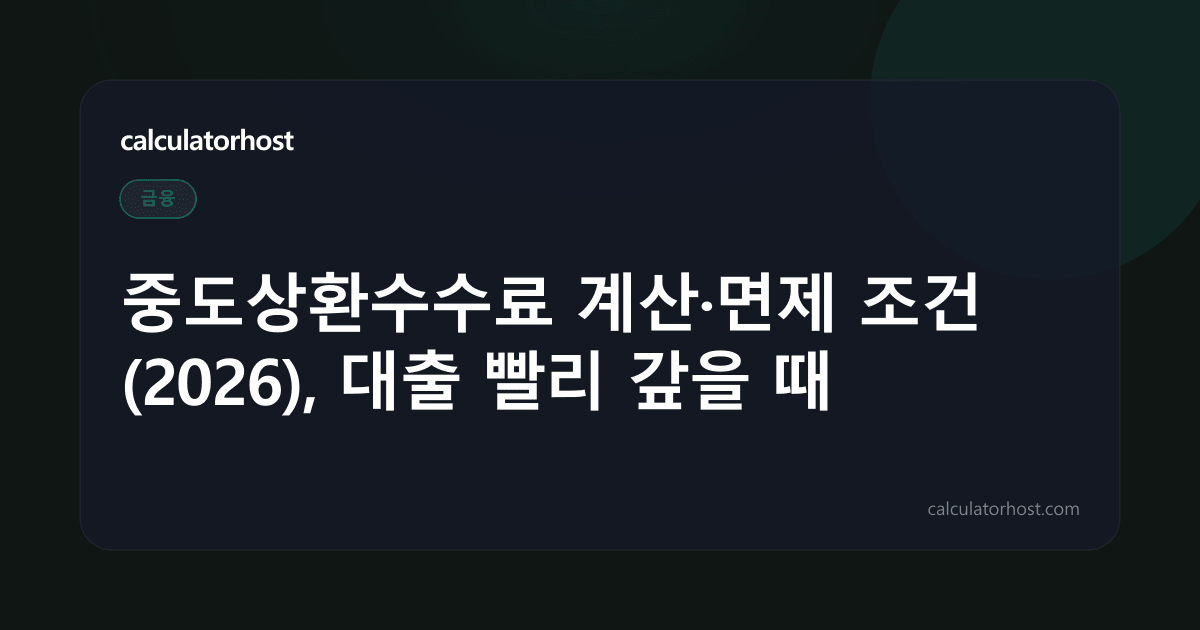 calculatorhost
금융
중도상환수수료 계산·면제 조건
(2026), 대출 빨리 갚을 때
calculatorhost.com